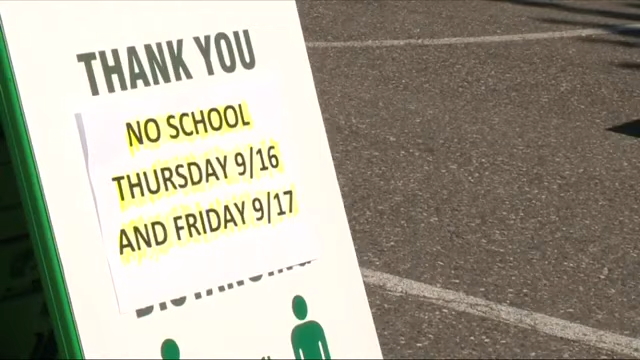 THANK YOU
NO SCHOOL
THURSDAY 9/16
AND FRIDAY 9/17